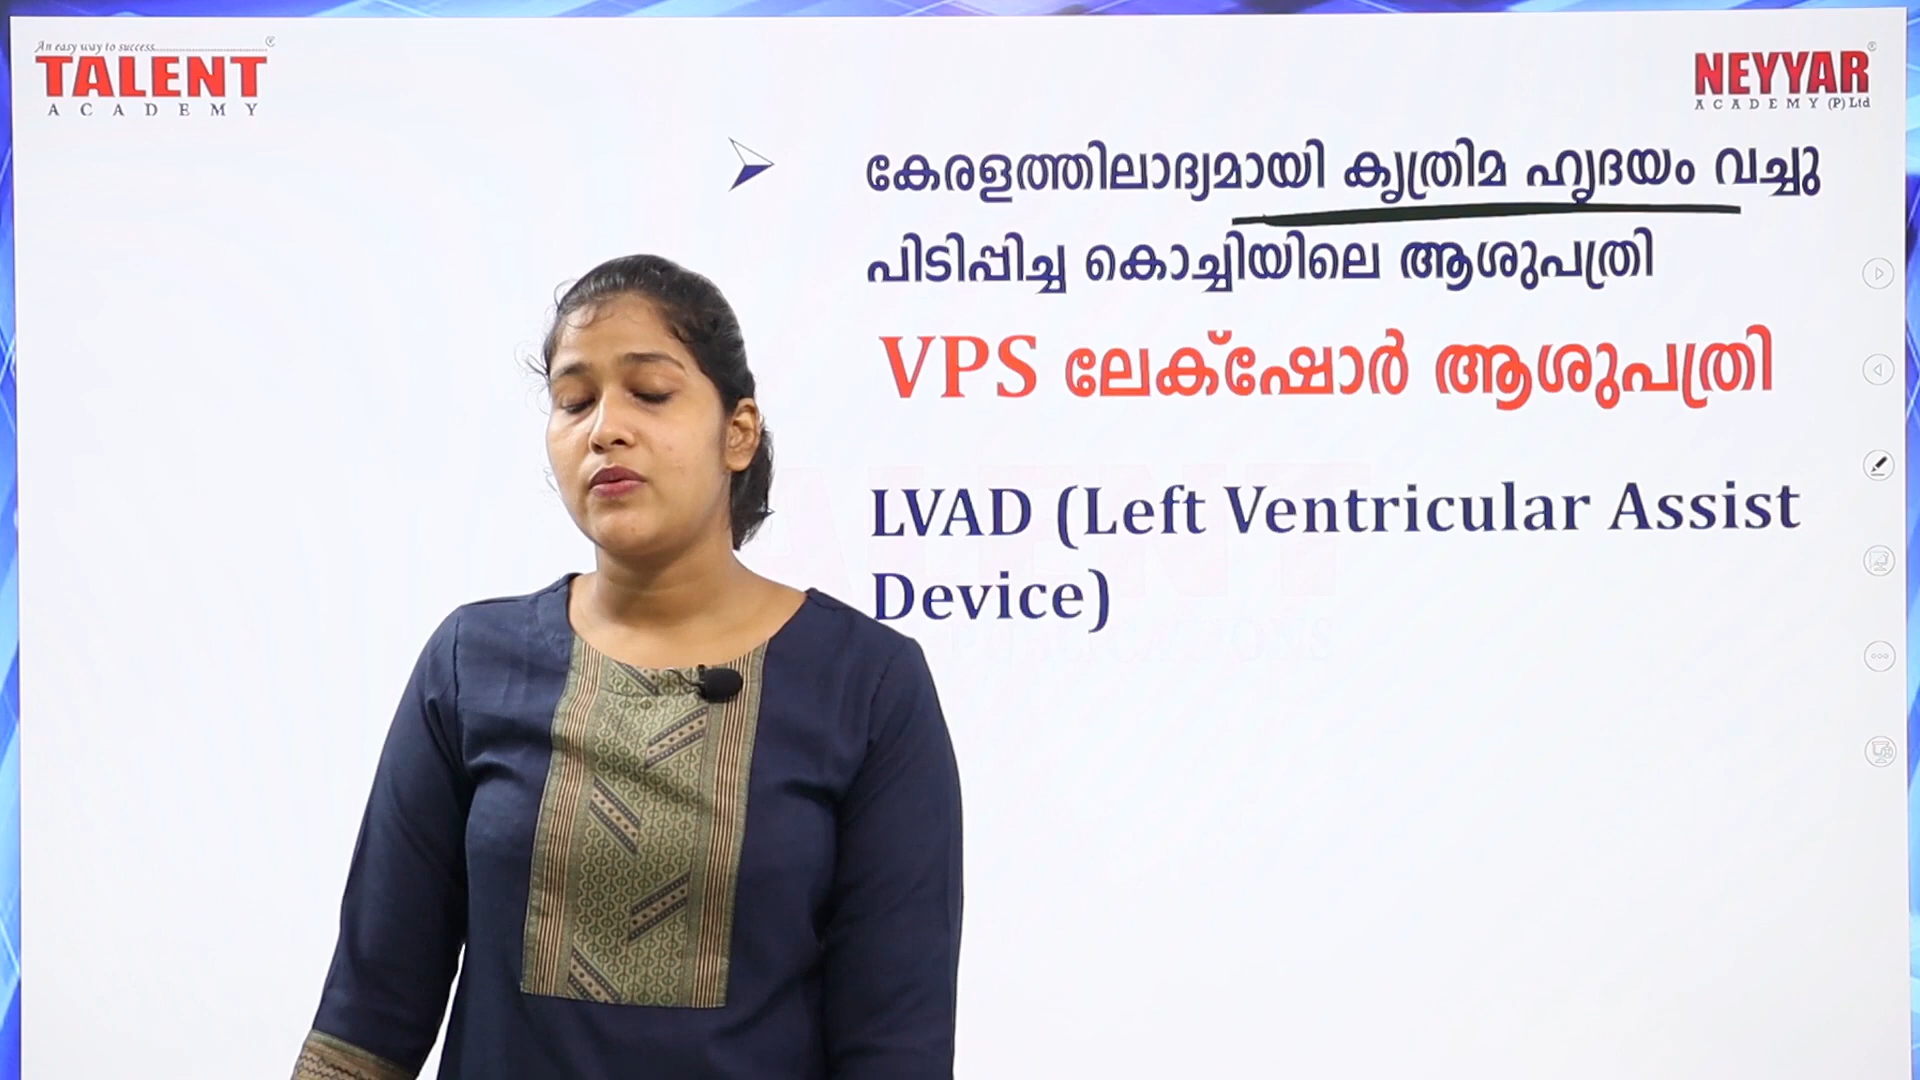 An easy way to success
TALENT
ACADEMY
NEYYAR
ACADEMY (P) Ltd
കേരളത്തിലാദ്യമായി കൃത്രിമ ഹൃദയം വച്ചു
പിടിപ്പിച്ച കൊച്ചിയിലെ ആശുപത്രി
VPS ലേക്‌ഷോർ ആശുപത്രി
LVAD (Left Ventricular Assist
Device)